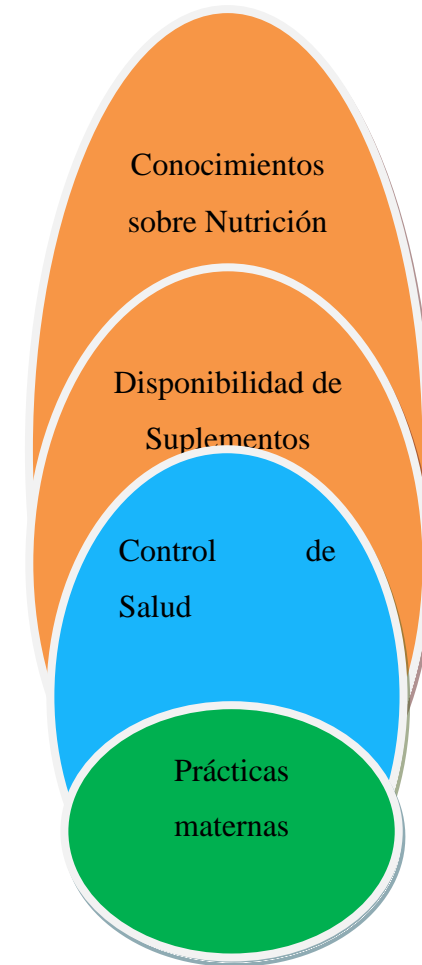 Conocimientos
sobre Nutrición
Disponibilidad de
Suplementos
Control de
Salud
Prácticas
maternas